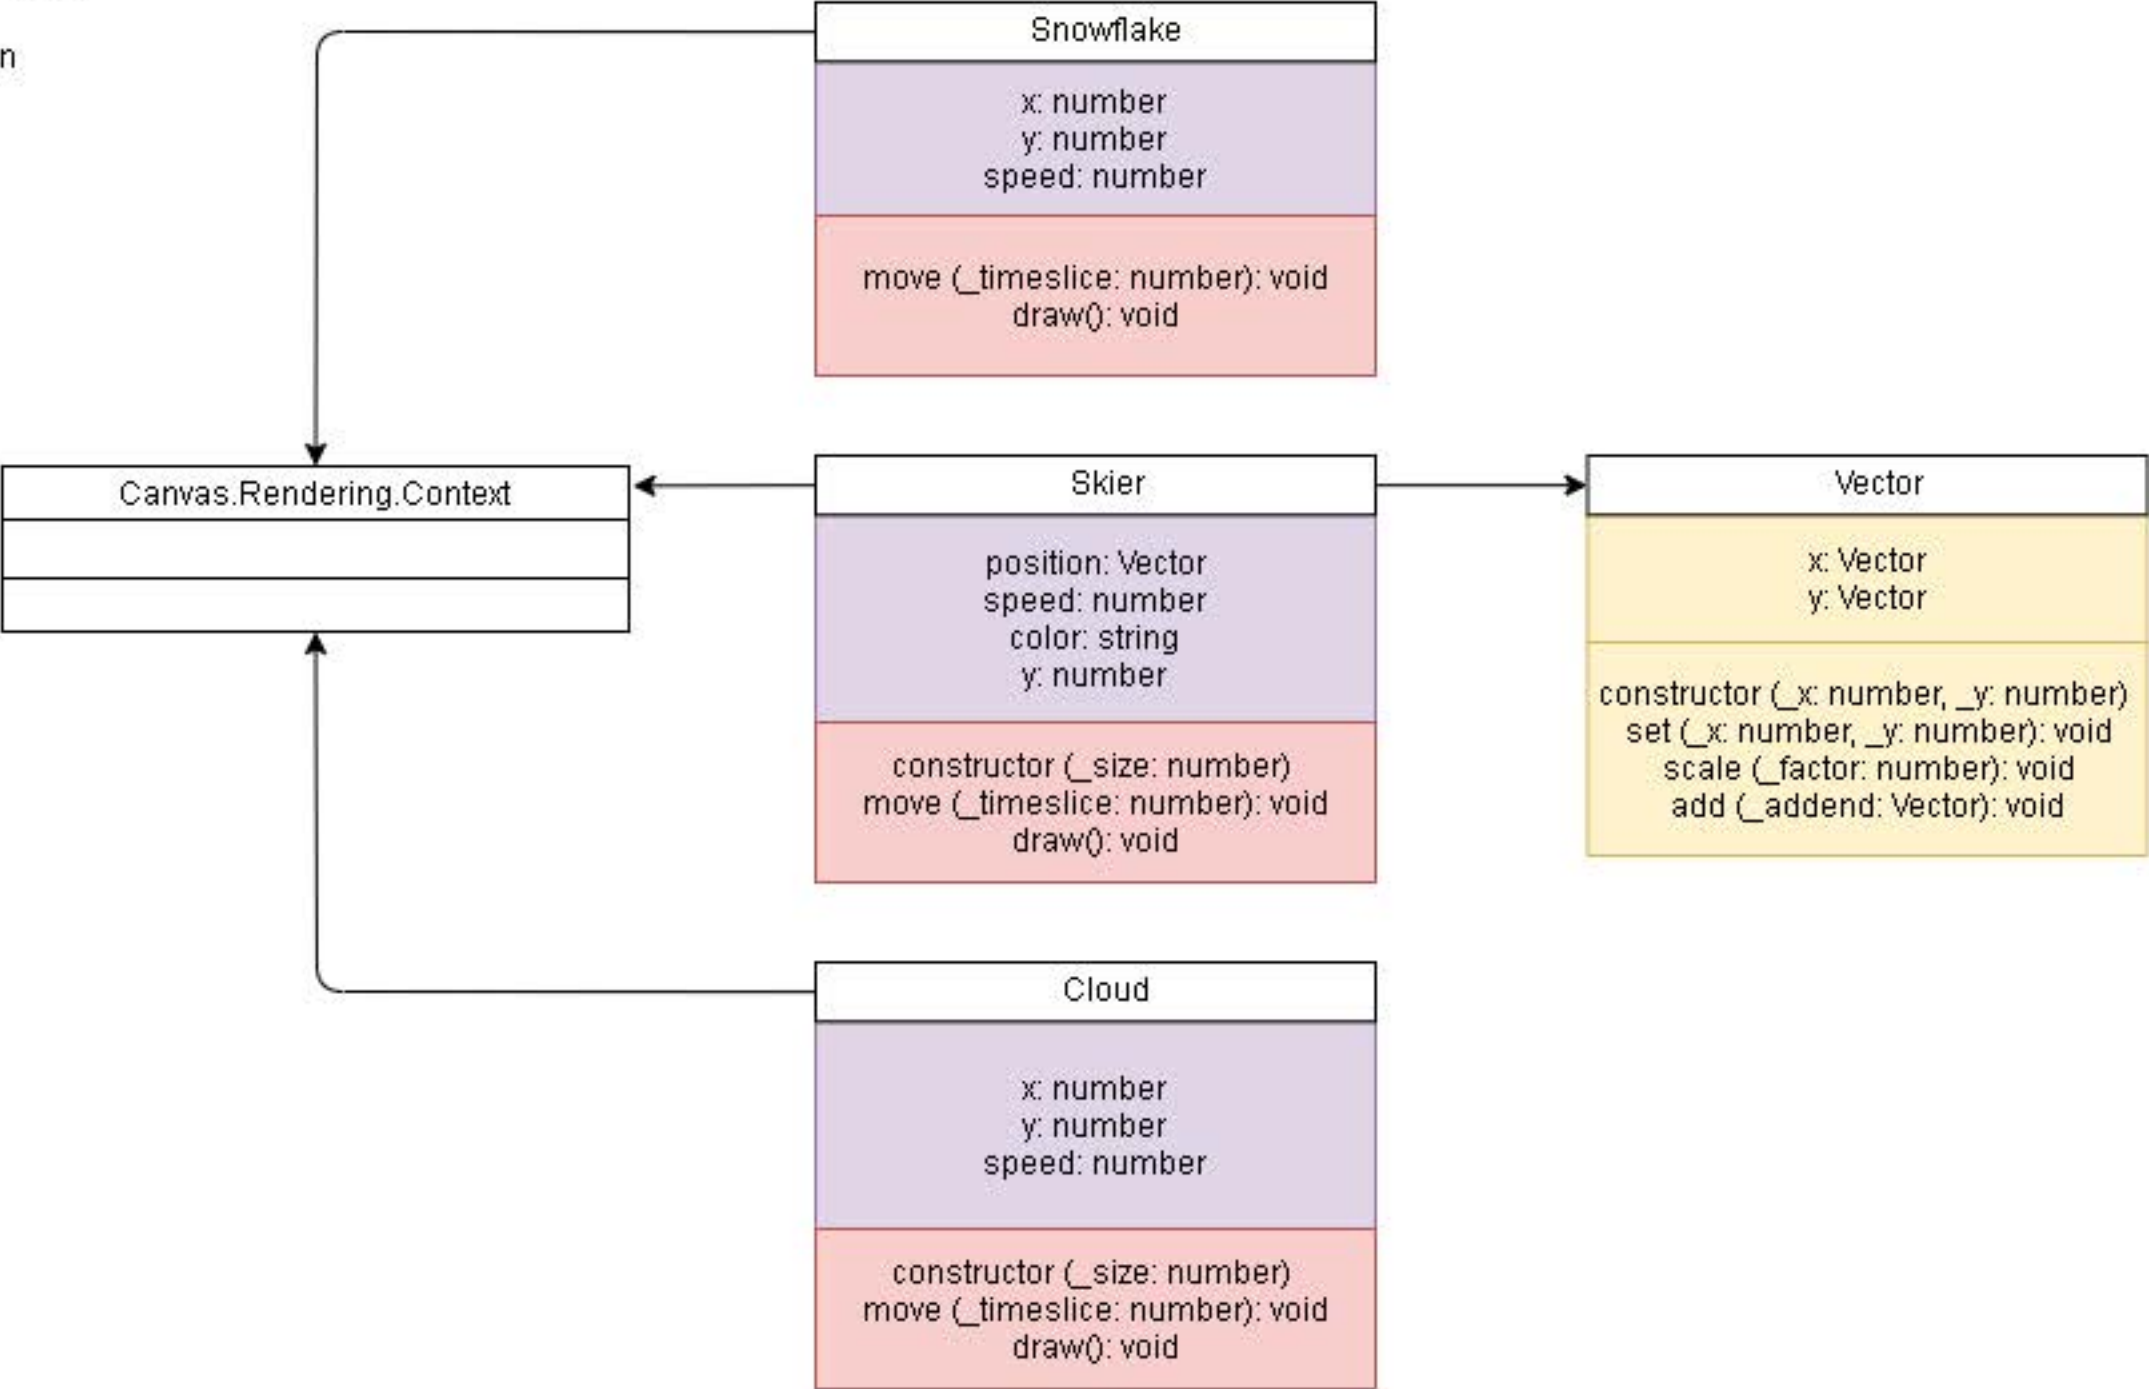 n
Snowflake
x: number
y: number
speed: number
move (_timeslice: number): void
draw(): void
Canvas.Rendering.Context
Skier
position: Vector
speed: number
color: string
y: number
constructor (_size: number)
move (_timeslice: number): void
draw(): void
Vector
x: Vector
y: Vector
constructor (_x: number, _y: number)
set (_x: number, _y: number): void
scale (_factor: number): void
add (_addend: Vector): void
Cloud
x: number
y: number
speed: number
constructor (_size: number)
move (_timeslice: number): void
draw(): void